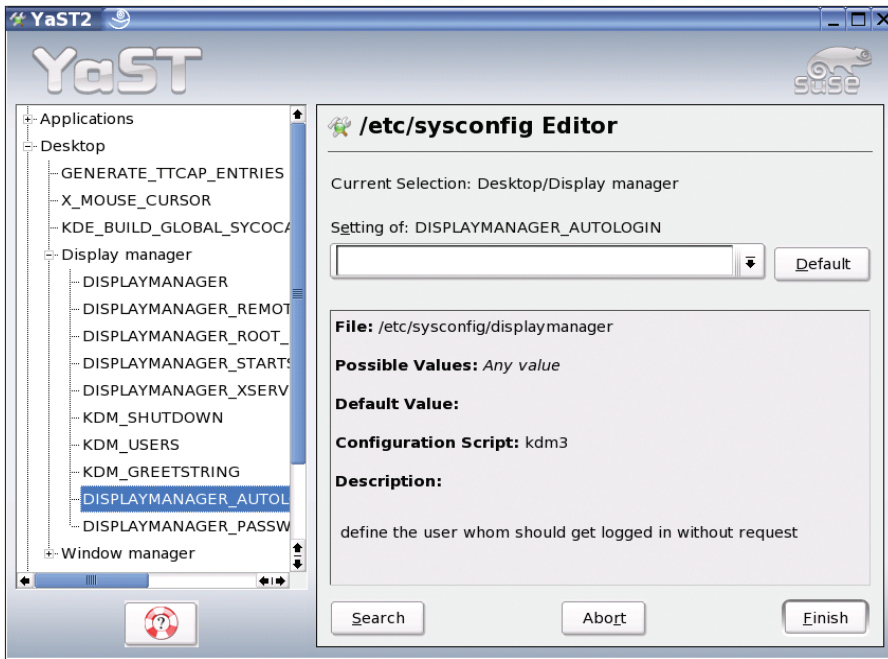 YaST2
YaST
SUSE
Applications
Desktop
GENERATE_TTCAP_ENTRIES
X_MOUSE_CURSOR
KDE_BUILD_GLOBAL_SYCOCA
Display manager
DISPLAYMANAGER
DISPLAYMANAGER_REMOT
DISPLAYMANAGER_ROOT_
DISPLAYMANAGER_STARTS
DISPLAYMANAGER_XSERV
KDM_SHUTDOWN
KDM_USERS
KDM_GREETSTRING
DISPLAYMANAGER_AUTOL
DISPLAYMANAGER_PASSW
Window manager
?
/etc/sysconfig Editor
Current Selection: Desktop/Display manager
Setting of: DISPLAYMANAGER_AUTOLOGIN
Default
File: /etc/sysconfig/displaymanager
Possible Values: Any value
Default Value:
Configuration Script: kdm3
Description:
define the user whom should get logged in without request
Search
Abort
Finish